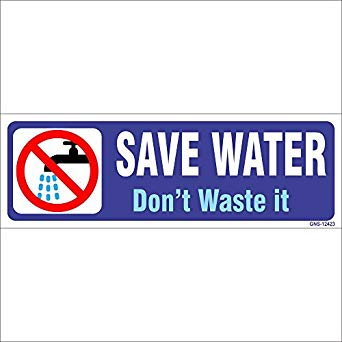 SAVE WATER
Don't Waste it
GNS-12423